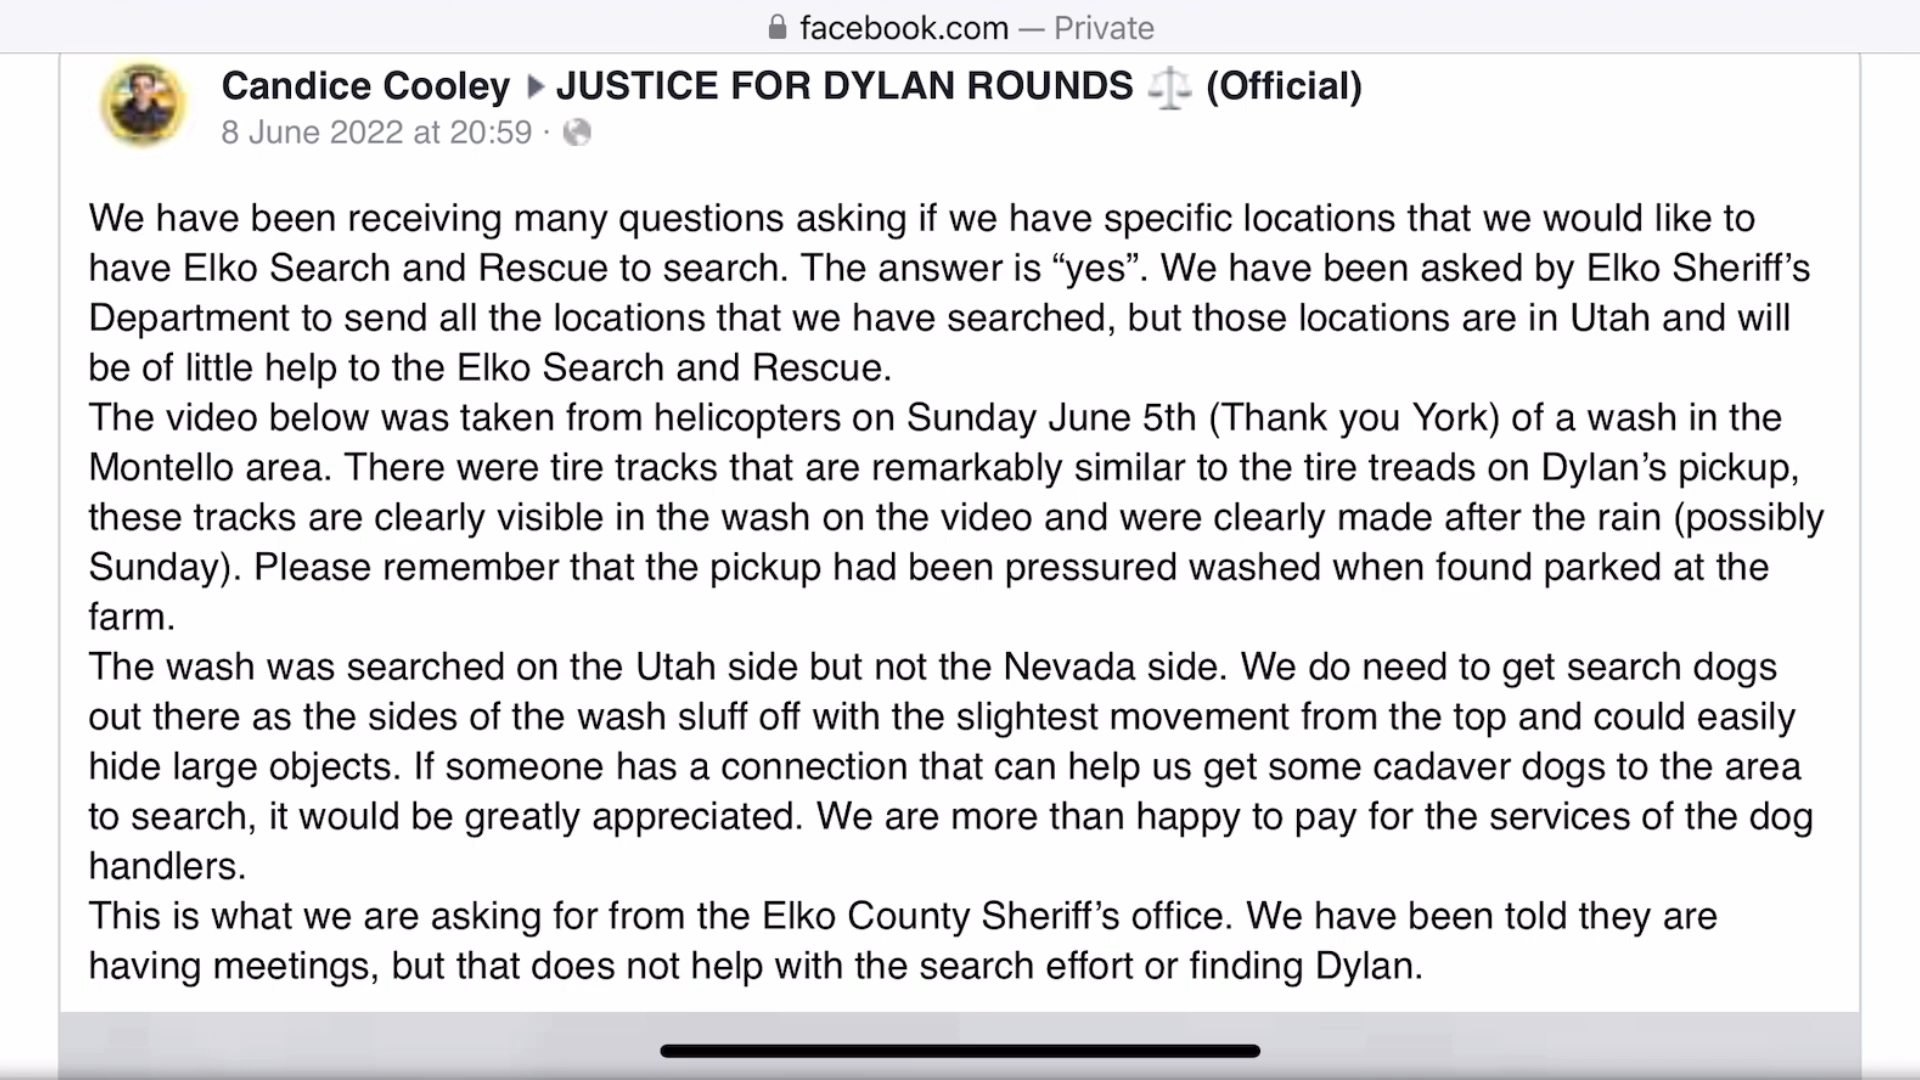 facebook.com — Private
Candice Cooley ▸ JUSTICE FOR DYLAN ROUNDS ⚖ (Official)
8 June 2022 at 20:59 ·
We have been receiving many questions asking if we have specific locations that we would like to
have Elko Search and Rescue to search. The answer is “yes”. We have been asked by Elko Sheriff’s
Department to send all the locations that we have searched, but those locations are in Utah and will
be of little help to the Elko Search and Rescue.
The video below was taken from helicopters on Sunday June 5th (Thank you York) of a wash in the
Montello area. There were tire tracks that are remarkably similar to the tire treads on Dylan’s pickup,
these tracks are clearly visible in the wash on the video and were clearly made after the rain (possibly
Sunday). Please remember that the pickup had been pressured washed when found parked at the
farm.
The wash was searched on the Utah side but not the Nevada side. We do need to get search dogs
out there as the sides of the wash sluff off with the slightest movement from the top and could easily
hide large objects. If someone has a connection that can help us get some cadaver dogs to the area
to search, it would be greatly appreciated. We are more than happy to pay for the services of the dog
handlers.
This is what we are asking for from the Elko County Sheriff’s office. We have been told they are
having meetings, but that does not help with the search effort or finding Dylan.